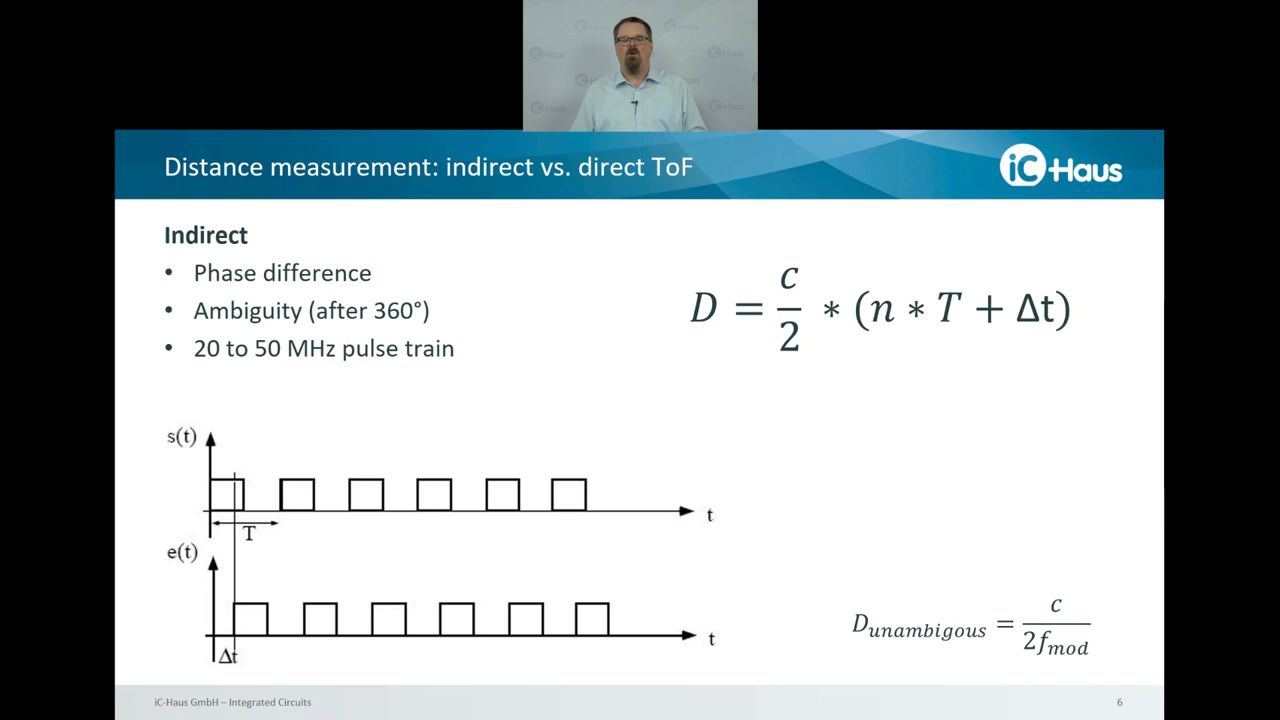 Distance measurement: indirect vs. direct ToF
iC Haus
Indirect
• Phase difference
• Ambiguity (after 360°)
• 20 to 50 MHz pulse train
D = c/2 * (n * T + Δt)
s(t)
T
t
e(t)
t
Δt
D_unambigous = c/2f_mod
iC-Haus GmbH – Integrated Circuits
6